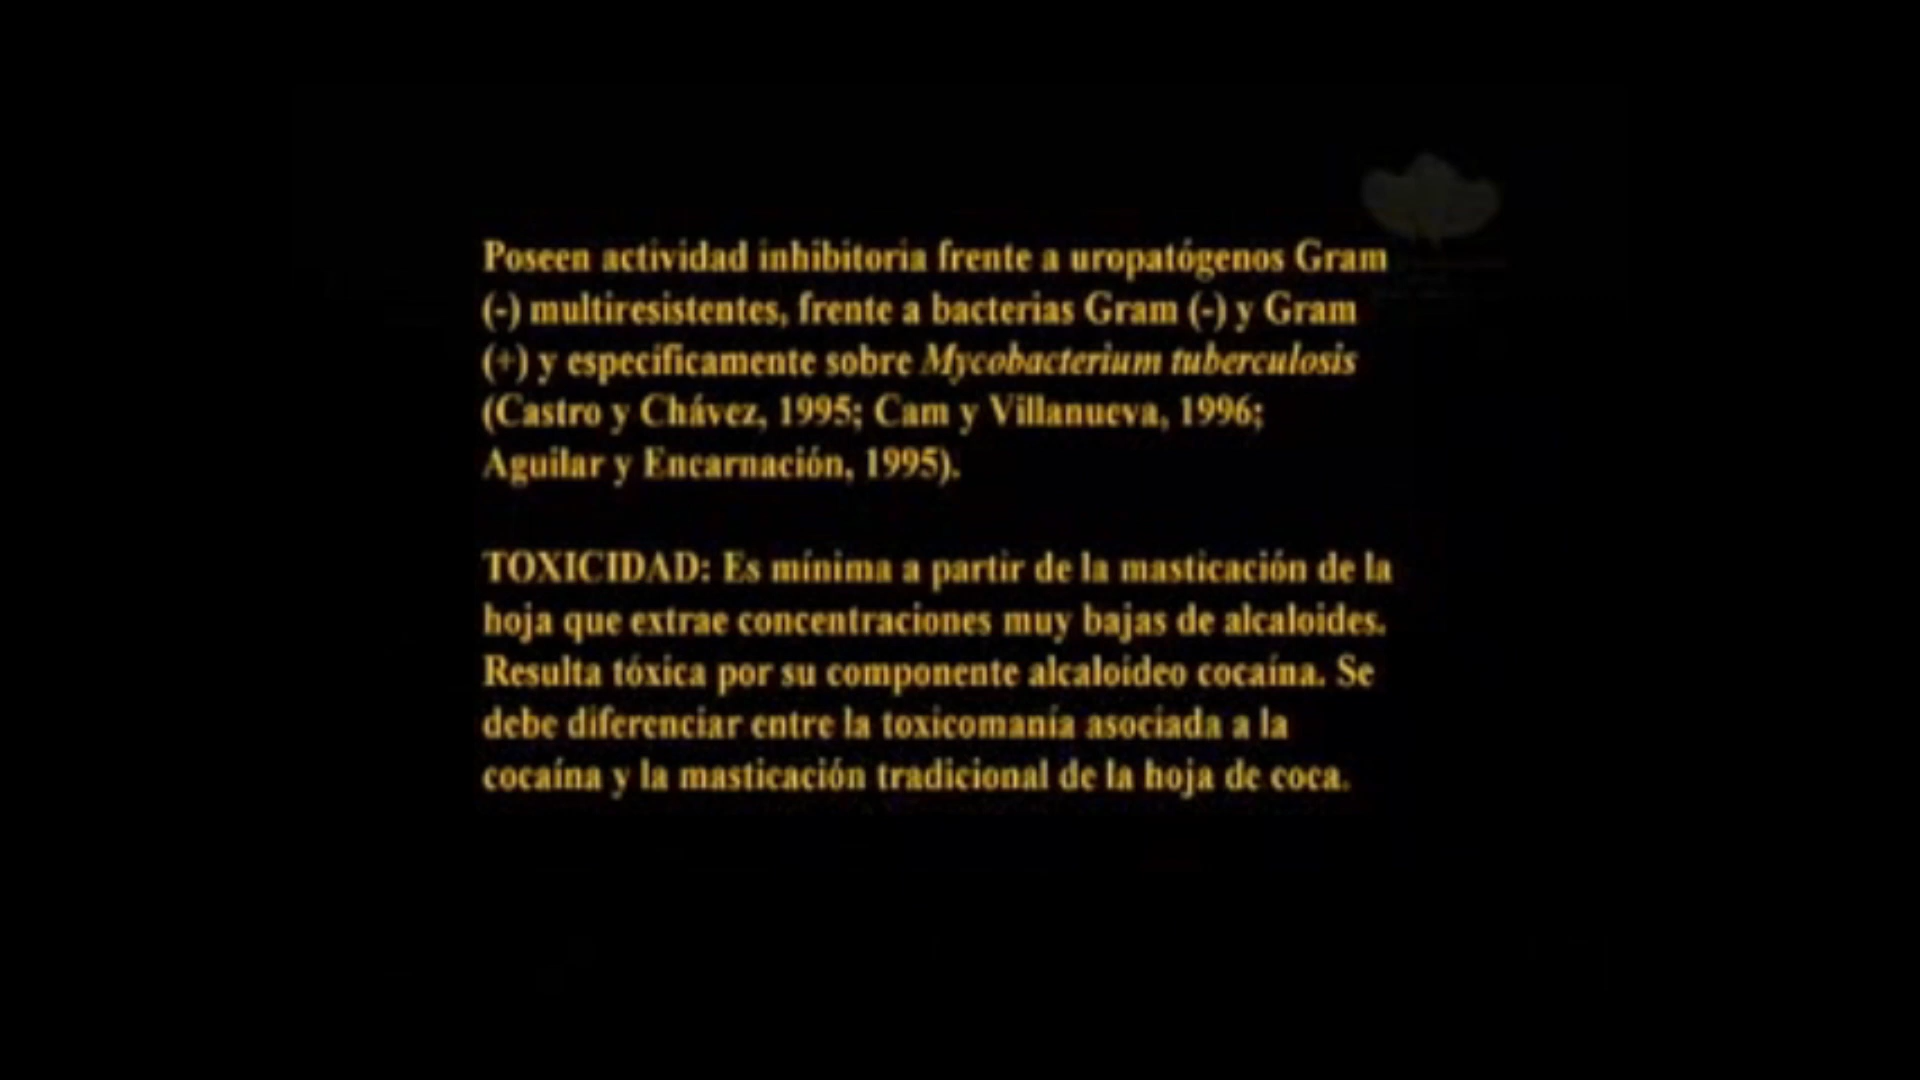 Poseen actividad inhibitoria frente a uropatógenos Gram
(-) multiresistentes, frente a bacterias Gram (-) y Gram
(+) y específicamente sobre Mycobacterium tuberculosis
(Castro y Chávez, 1995; Cam y Villanueva, 1996;
Aguilar y Encarnación, 1995).
TOXICIDAD: Es mínima a partir de la masticación de la
hoja que extrae concentraciones muy bajas de alcaloides.
Resulta tóxica por su componente alcaloideo cocaína. Se
debe diferenciar entre la toxicomanía asociada a la
cocaína y la masticación tradicional de la hoja de coca.